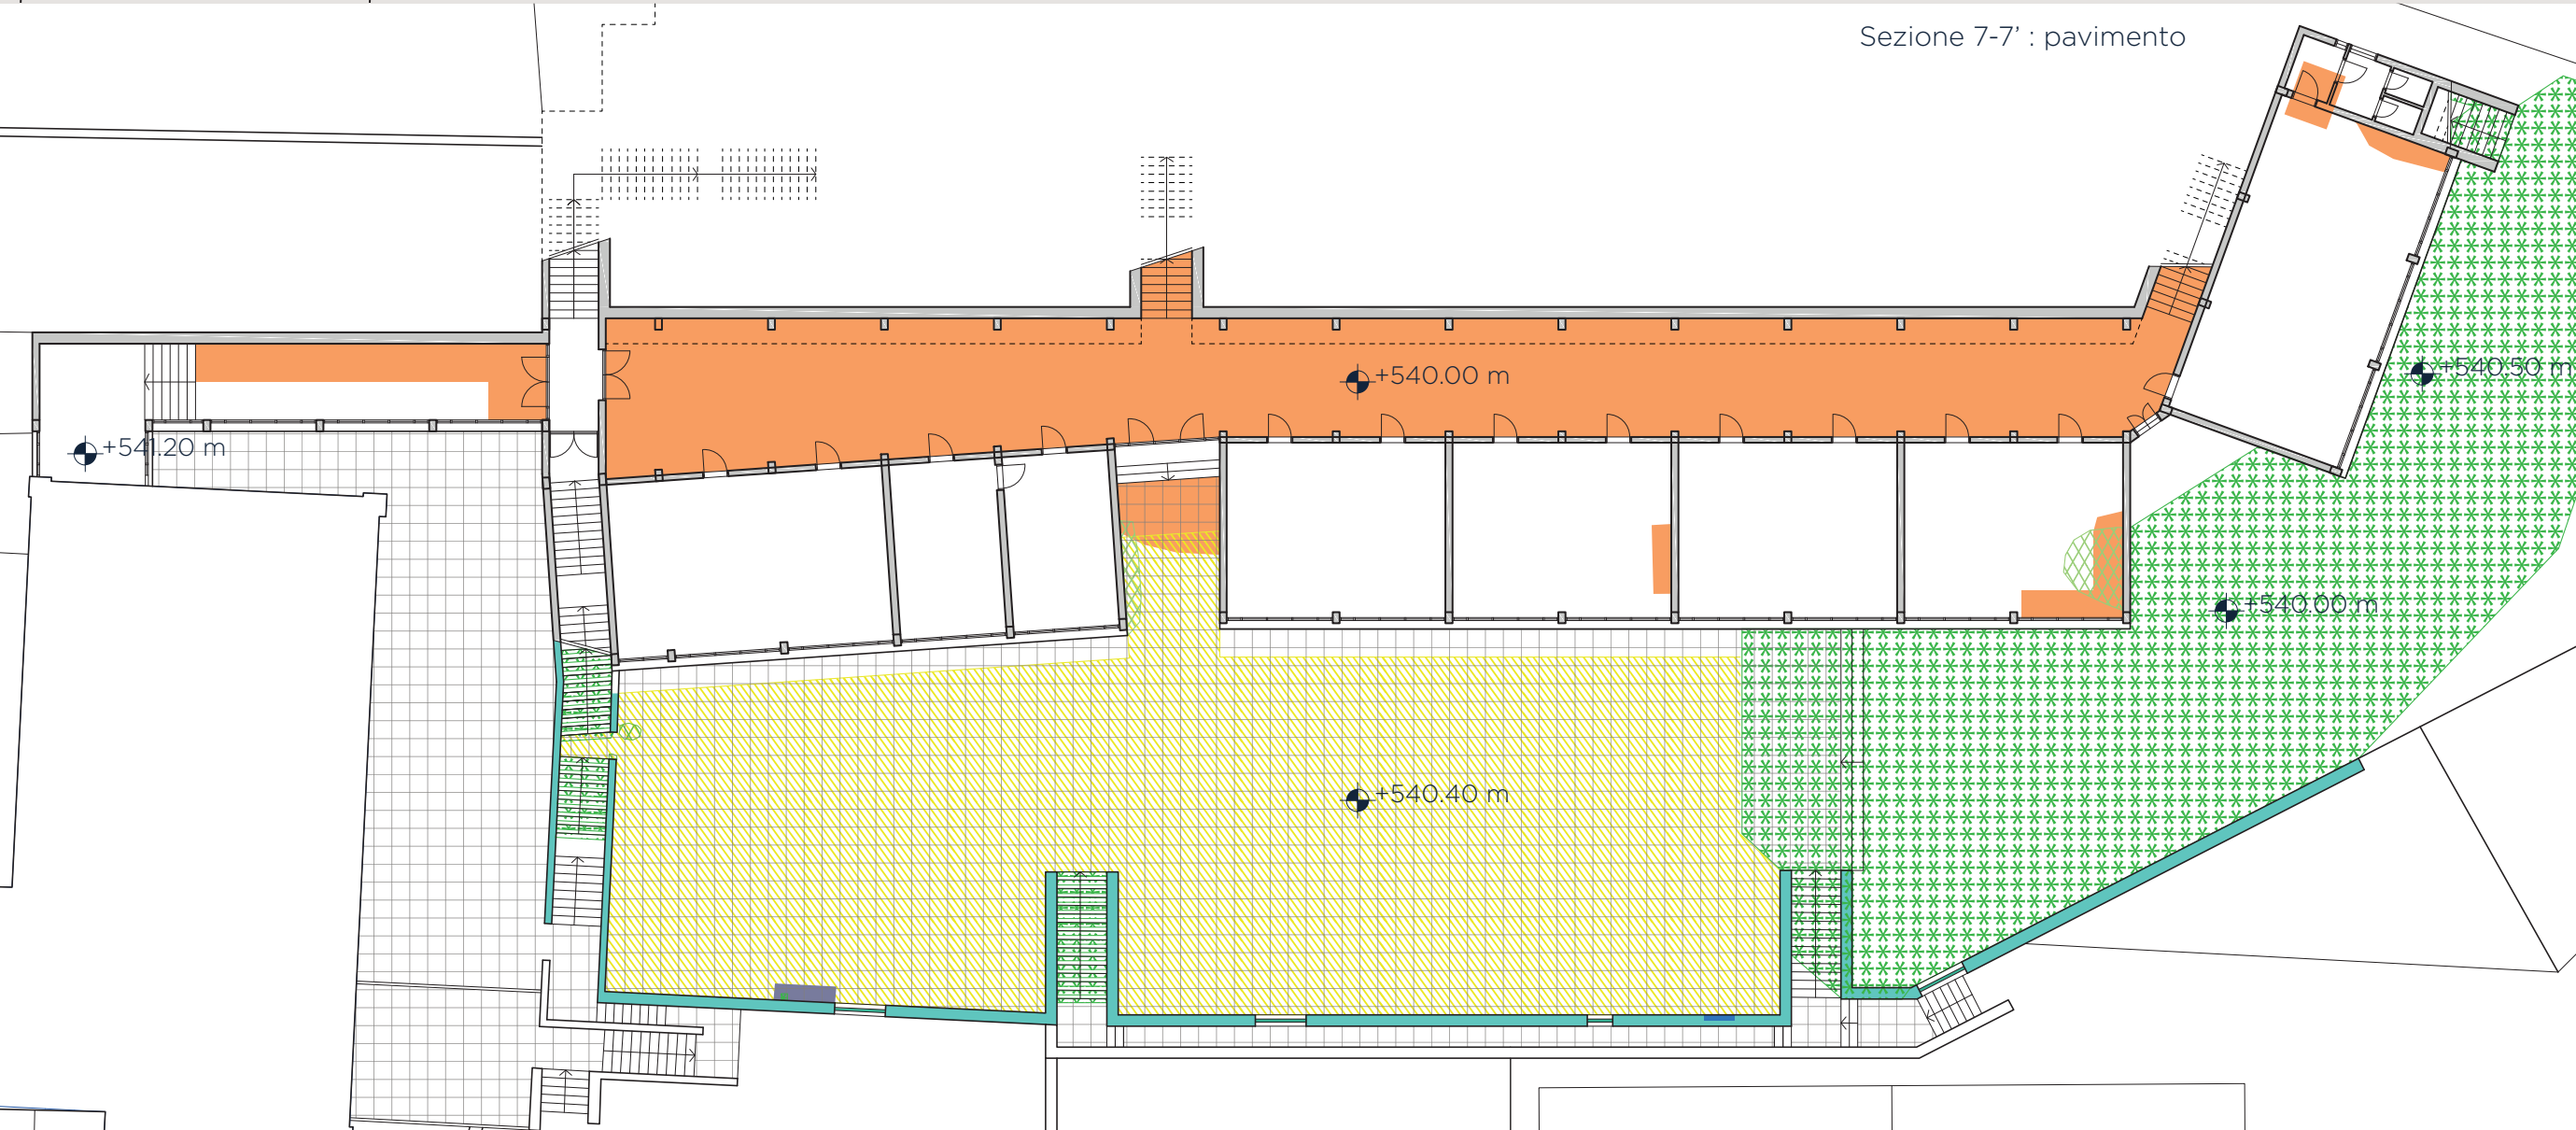 Sezione 7-7’ : pavimento
+540.00 m
+540.50 m
+541.20 m
+540.00 m
+540.40 m